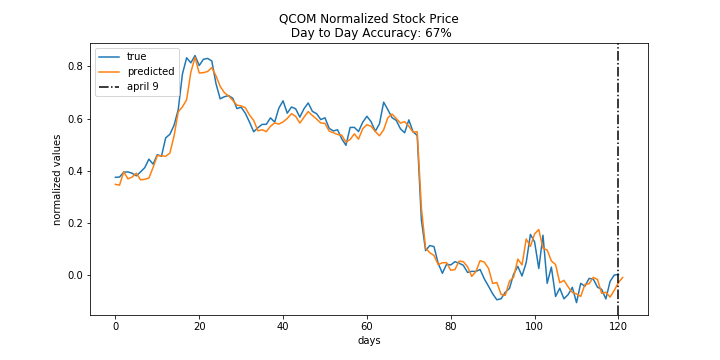 QCOM Normalized Stock Price
Day to Day Accuracy: 67%
true
predicted
april 9
normalized values
0.8
0.6
0.4
0.2
0.0
0
20
40
60
80
100
120
days